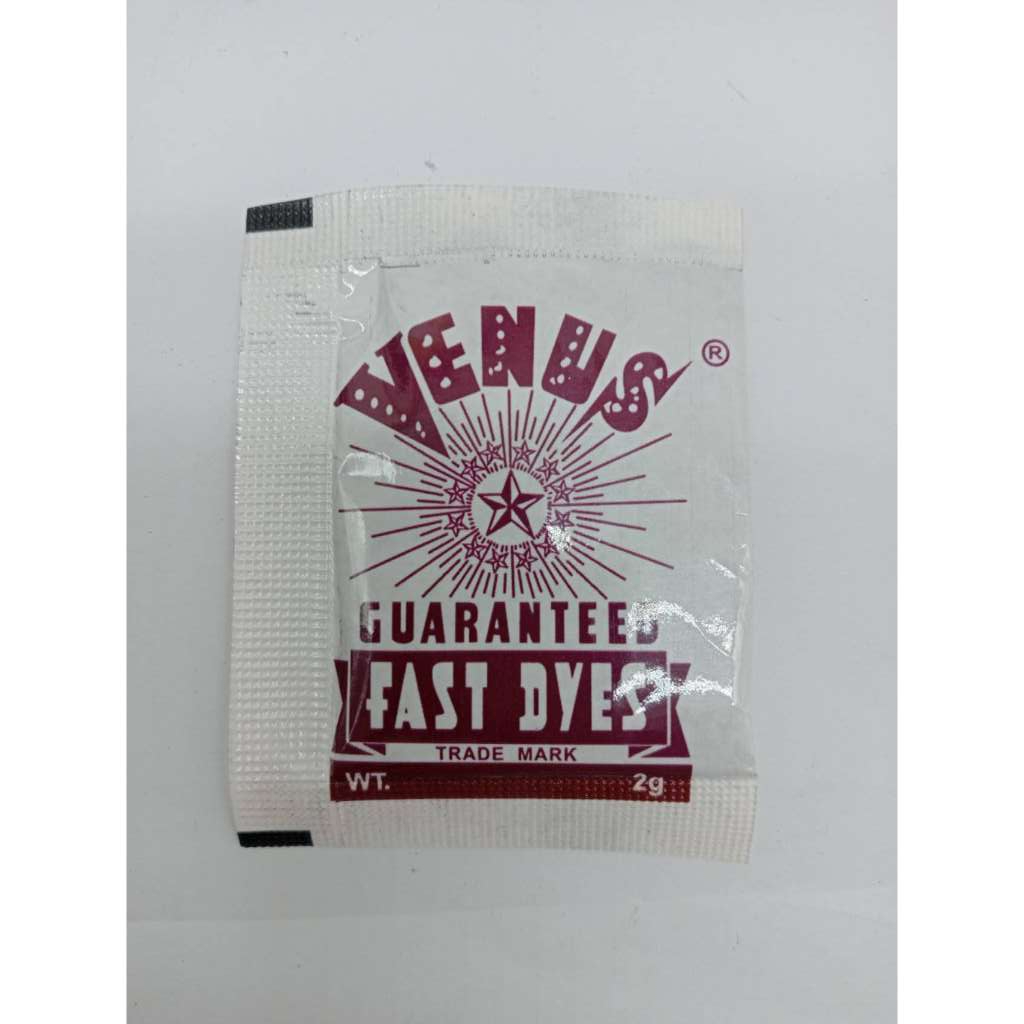 VENUS ®
GUARANTEED
FAST DYES
TRADE MARK
WT. 2g